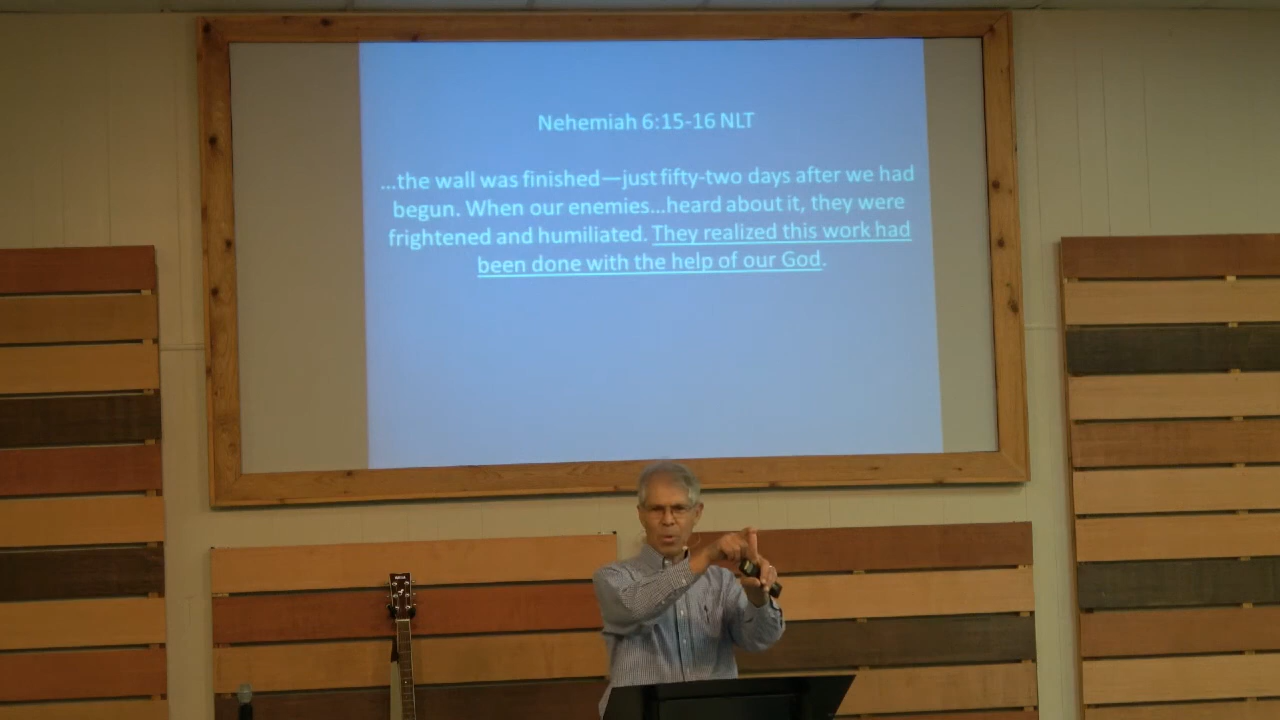 Nehemiah 6:15-16 NLT
...the wall was finished—just fifty-two days after we had
begun. When our enemies...heard about it, they were
frightened and humiliated. They realized this work had
been done with the help of our God.